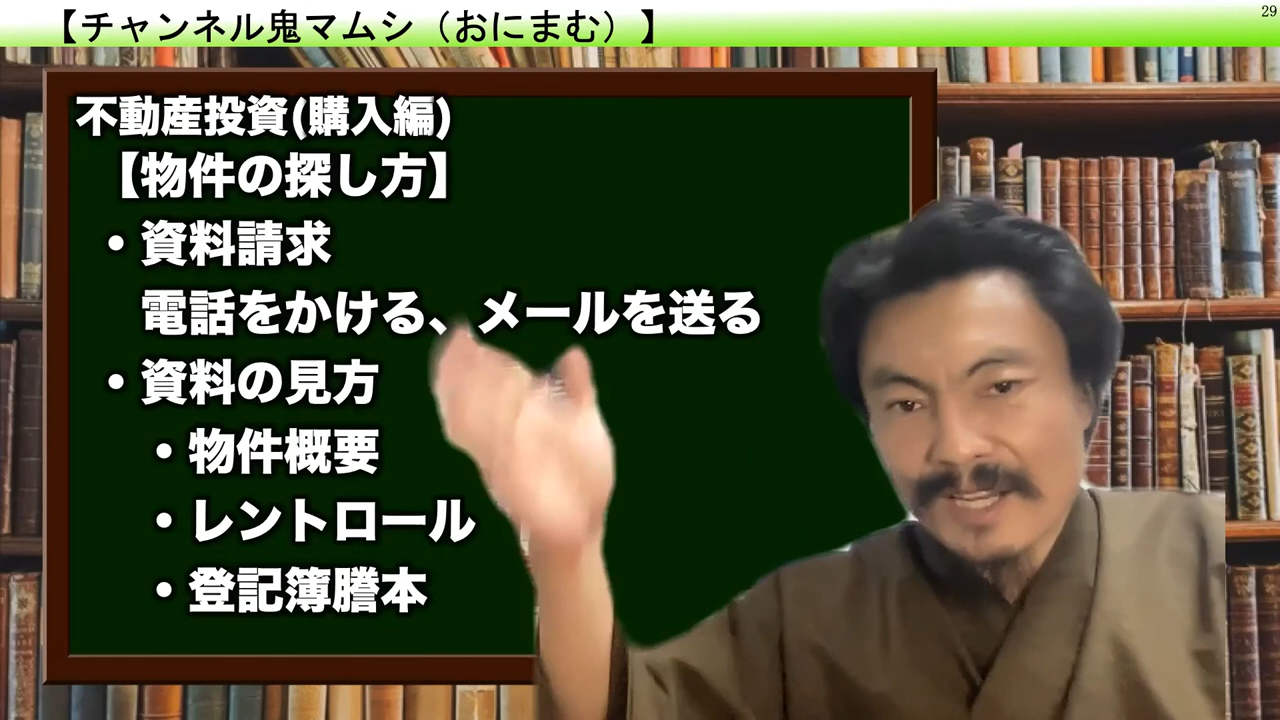 【チャンネル鬼マムシ（おにまむ）】
29
不動産投資(購入編)
【物件の探し方】
・資料請求
電話をかける、メールを送る
・資料の見方
・物件概要
・レントロール
・登記簿謄本